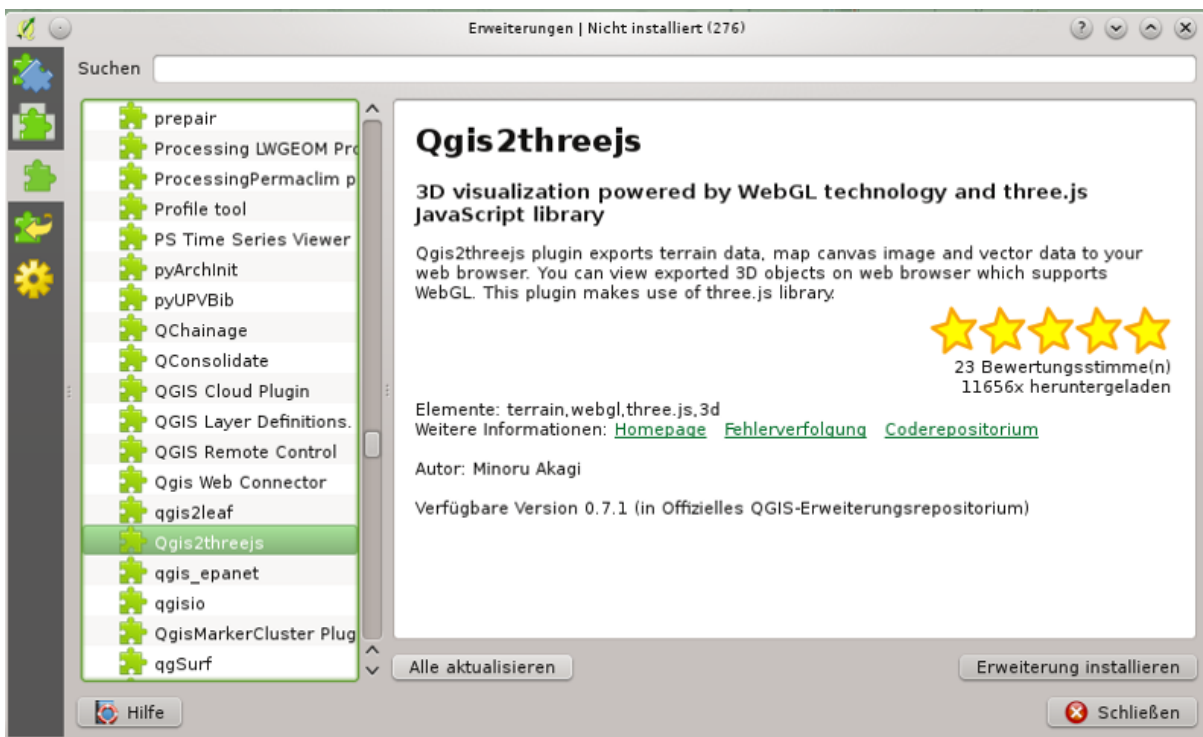 Erweiterungen | Nicht installiert (276)
Suchen
prepair
Processing LWGEOM Pro
ProcessingPermaclim p
Profile tool
PS Time Series Viewer
pyArchInit
pyUPVBib
QChainage
QConsolidate
QGIS Cloud Plugin
QGIS Layer Definitions.
QGIS Remote Control
Qgis Web Connector
qgis2leaf
Qgis2threejs
qgis_epanet
qgisio
QgisMarkerCluster Plug
qgSurf
Qgis2threejs
3D visualization powered by WebGL technology and three.js
JavaScript library
Qgis2threejs plugin exports terrain data, map canvas image and vector data to your
web browser. You can view exported 3D objects on web browser which supports
WebGL. This plugin makes use of three.js library.
23 Bewertungsstimme(n)
11656x heruntergeladen
Elemente: terrain,webgl,three.js,3d
Weitere Informationen: Homepage Fehlerverfolgung Coderepositorium
Autor: Minoru Akagi
Verfügbare Version 0.7.1 (in Offizielles QGIS-Erweiterungsrepositorium)
Alle aktualisieren
Erweiterung installieren
Hilfe
Schließen